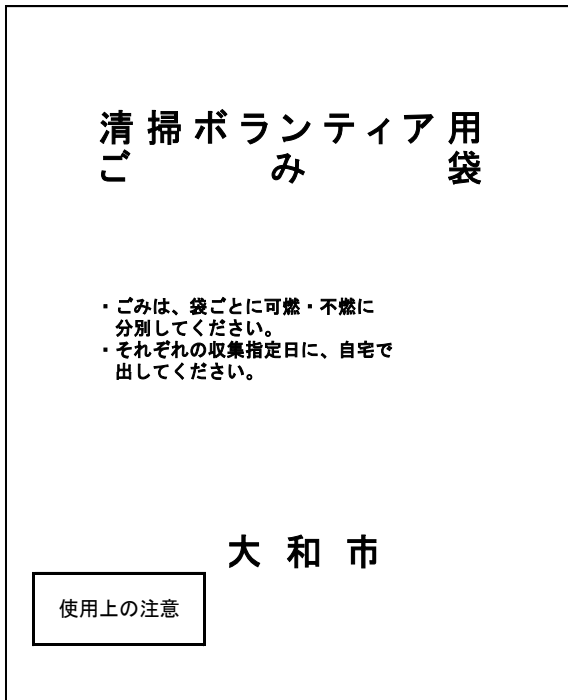 清掃ボランティア用
ごみ袋
・ごみは、袋ごとに可燃・不燃に
分別してください。
・それぞれの収集指定日に、自宅で
出してください。
大和市
使用上の注意